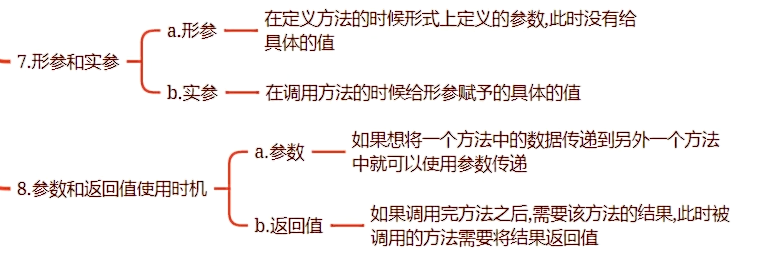 7.形参和实参
a.形参
在定义方法的时候形式上定义的参数,此时没有给
具体的值
b.实参
在调用方法的时候给形参赋予的具体的值
8.参数和返回值使用时机
a.参数
如果想将一个方法中的数据传递到另外一个方法
中就可以使用参数传递
b.返回值
如果调用完方法之后,需要该方法的结果,此时被
调用的方法需要将结果返回值